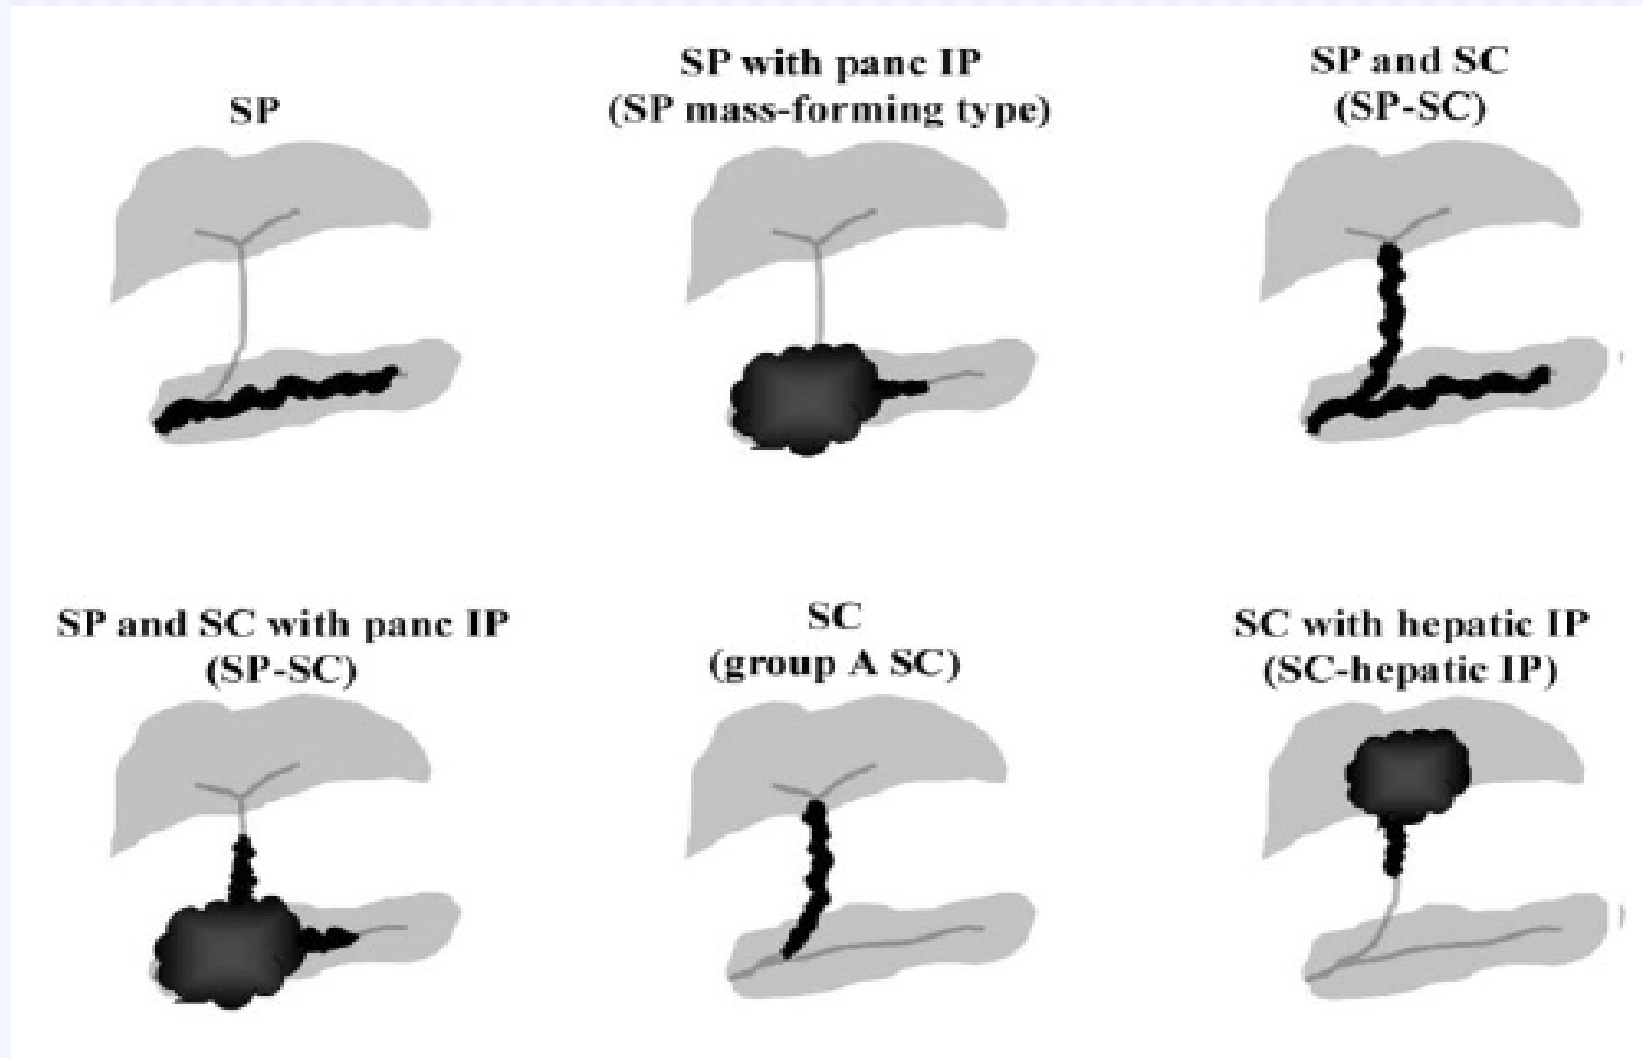 SP
SP with panc IP
(SP mass-forming type)
SP and SC
(SP-SC)
SP and SC with panc IP
(SP-SC)
SC
(group A SC)
SC with hepatic IP
(SC-hepatic IP)